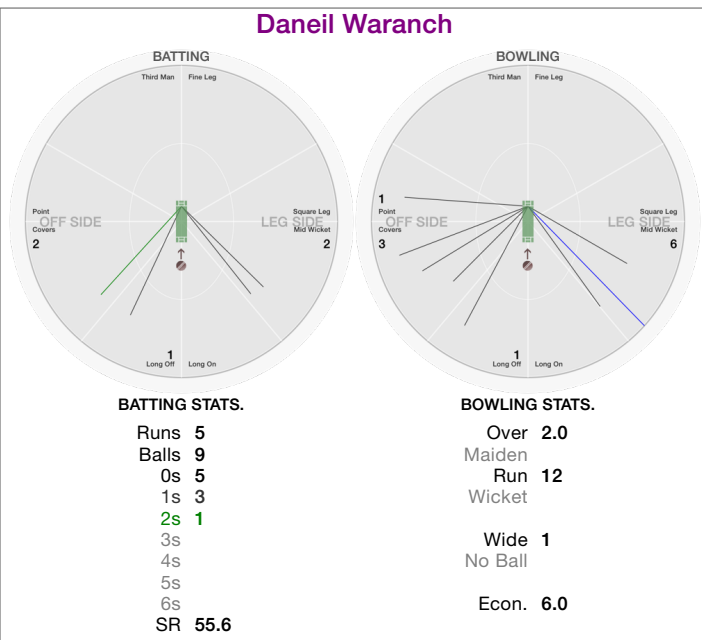 Daneil Waranch
BATTING
BOWLING
Third Man Fine Leg
Third Man Fine Leg
1
Point
OFF SIDE
Covers
2
Square Leg
LEG SIDE
Mid Wicket
2
Point
OFF SIDE
Covers
3
Square Leg
LEG SIDE
Mid Wicket
6
1
Long Off Long On
1
Long Off Long On
BATTING STATS.
Runs 5
Balls 9
0s 5
1s 3
2s 1
3s
4s
5s
6s
SR 55.6
BOWLING STATS.
Over 2.0
Maiden
Run 12
Wicket
Wide 1
No Ball
Econ. 6.0